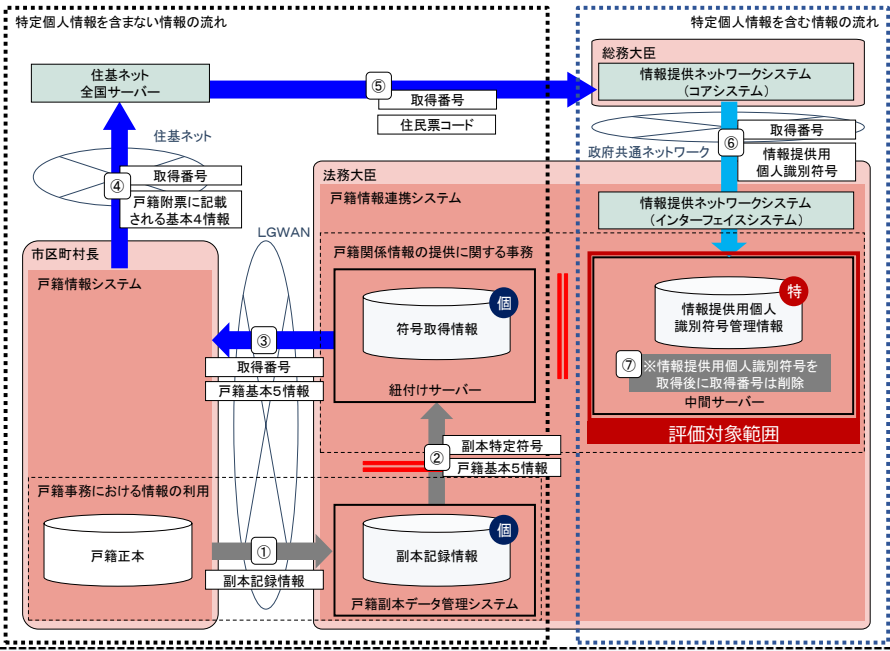 特定個人情報を含まない情報の流れ
特定個人情報を含む情報の流れ
総務大臣
情報提供ネットワークシステム
（コアシステム）
住基ネット
全国サーバー
⑤
取得番号
住民票コード
⑥
取得番号
情報提供用
個人識別符号
政府共通ネットワーク
住基ネット
④
取得番号
戸籍附票に記載
される基本４情報
法務大臣
戸籍情報連携システム
情報提供ネットワークシステム
（インターフェイスシステム）
LGWAN
市区町村長
戸籍情報システム
戸籍関係情報の提供に関する事務
個
符号取得情報
紐付けサーバー
特
情報提供用個人
識別符号管理情報
⑦
※情報提供用個人識別符号を
取得後に取得番号は削除
中間サーバー
評価対象範囲
③
取得番号
戸籍基本５情報
②
副本特定符号
戸籍基本５情報
戸籍事務における情報の利用
戸籍正本
①
副本記録情報
個
副本記録情報
戸籍副本データ管理システム